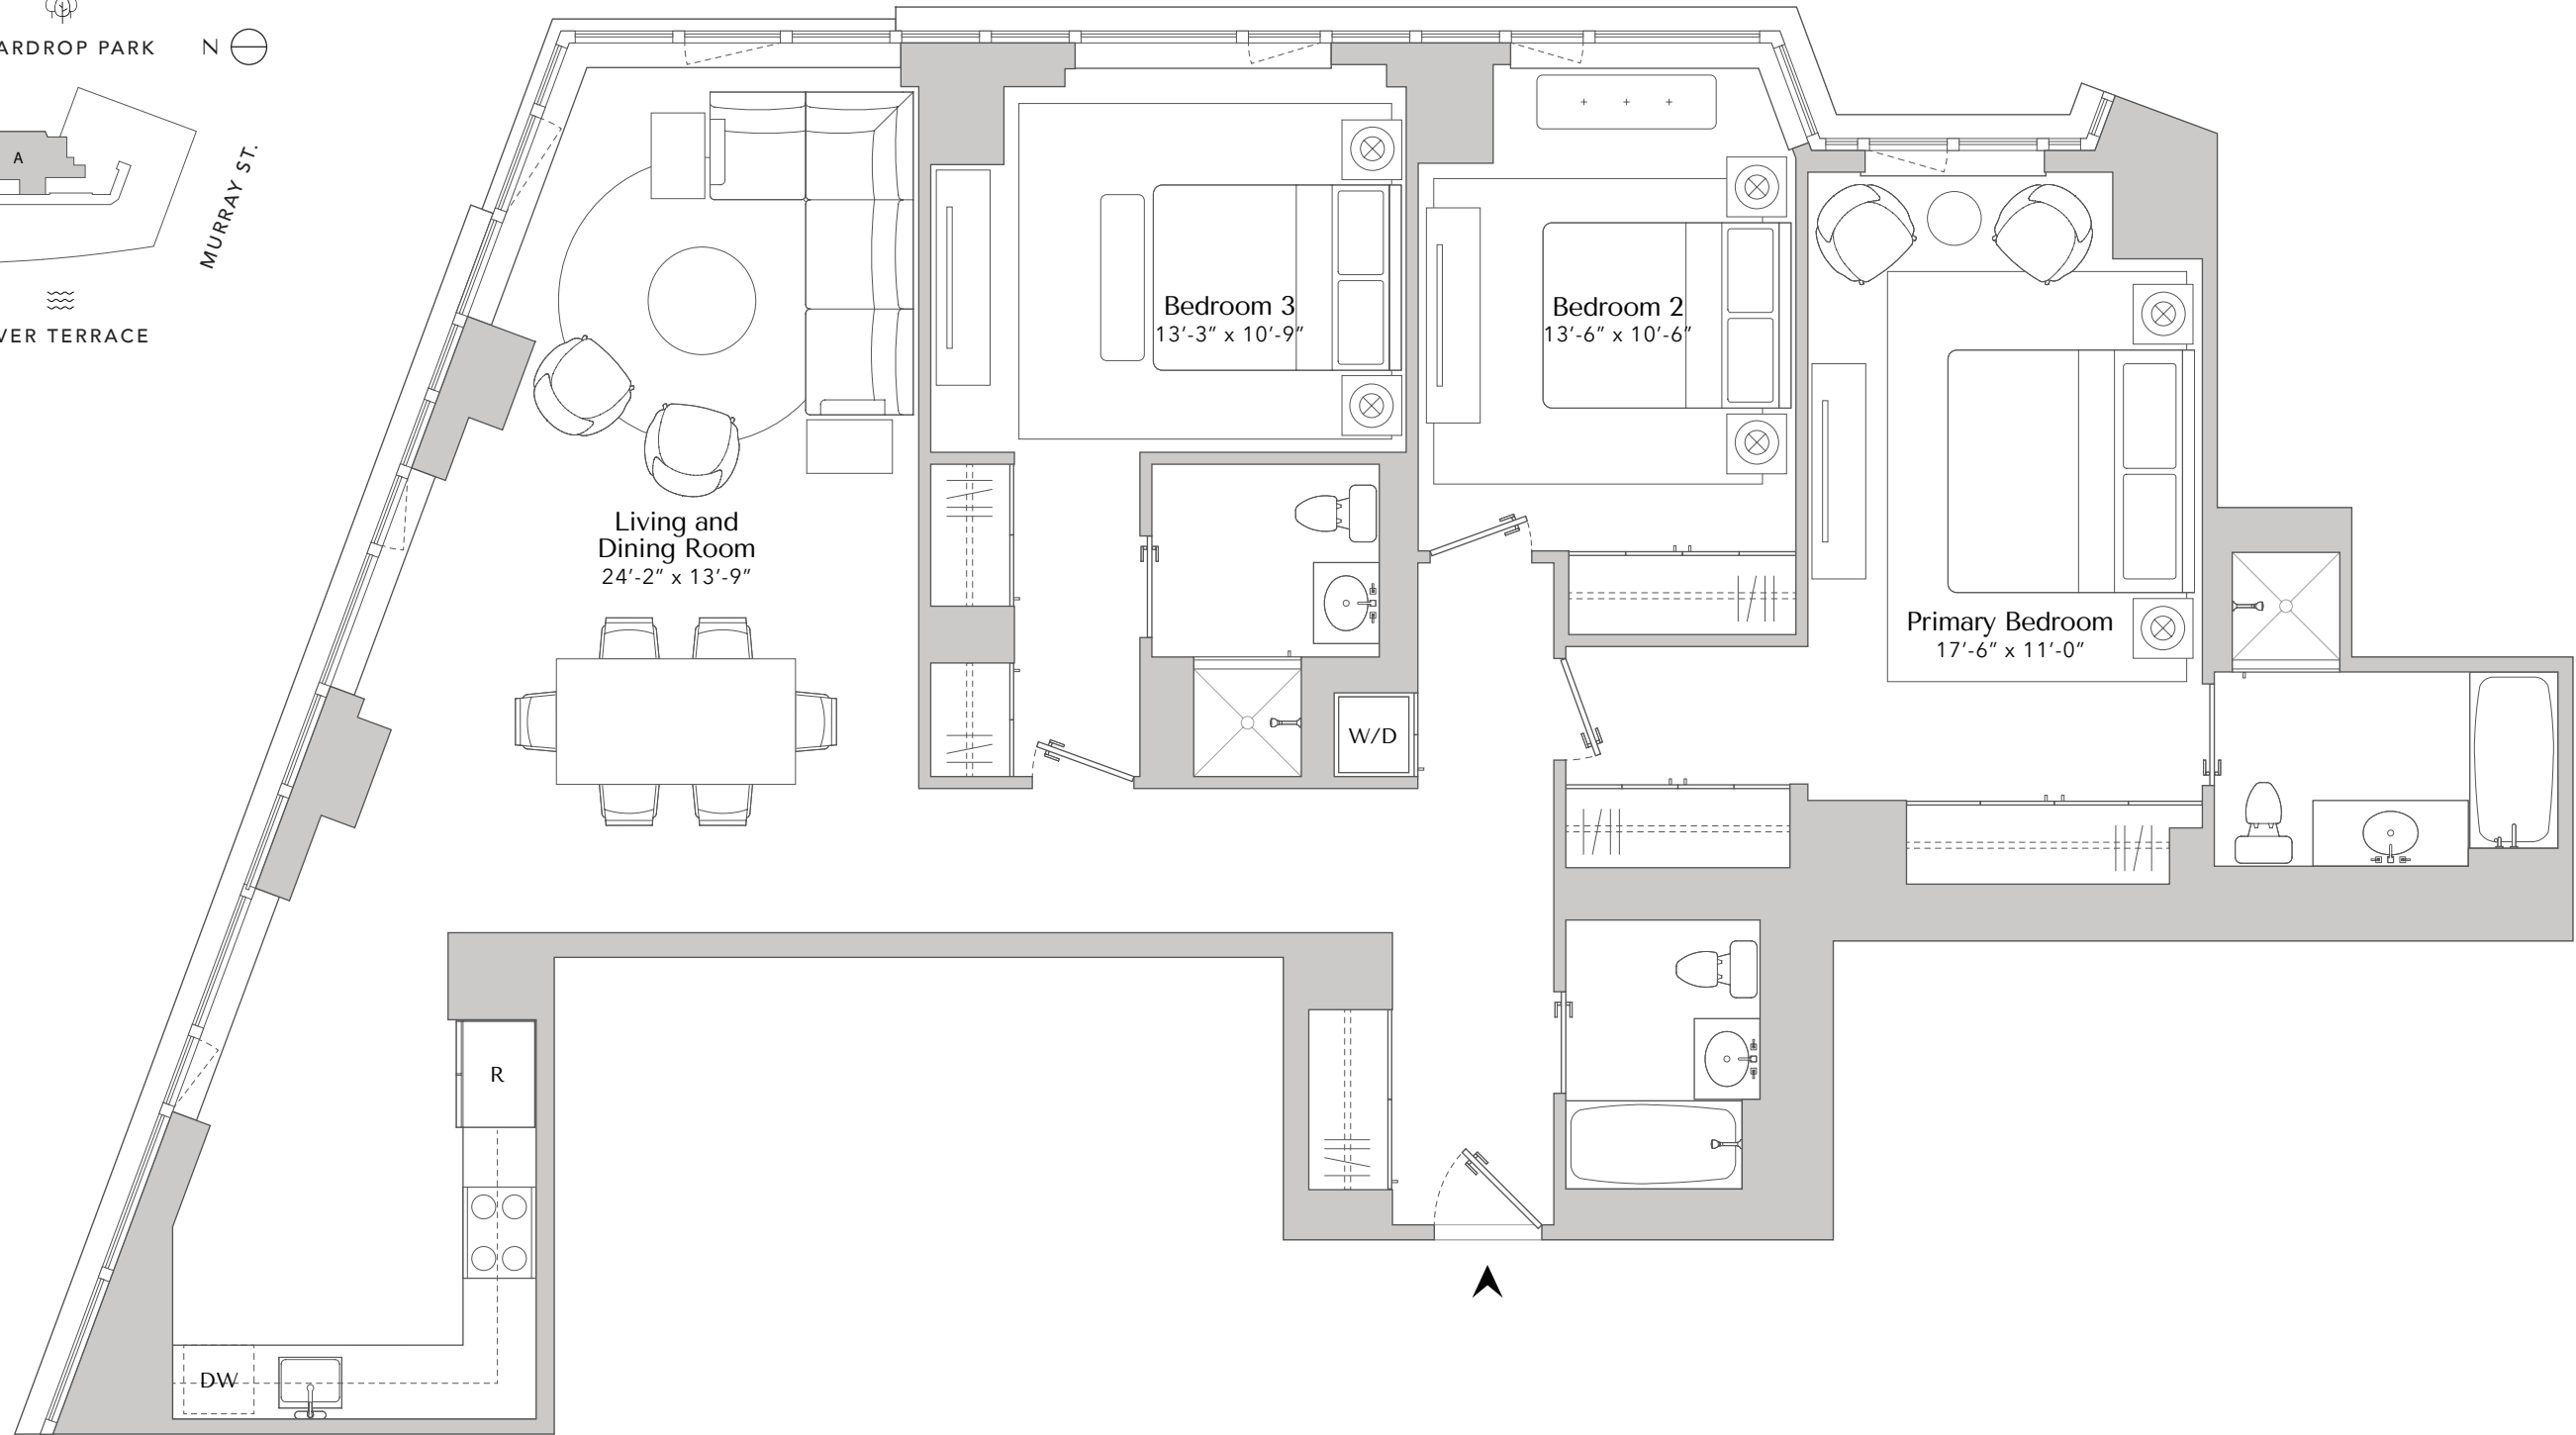 ARDROP PARK
N
A
MURRAY ST.
VER TERRACE
Bedroom 3
13'-3" x 10'-9"
Bedroom 2
13'-6" x 10'-6"
Living and
Dining Room
24'-2" x 13'-9"
Primary Bedroom
17'-6" x 11'-0"
W/D
R
DW